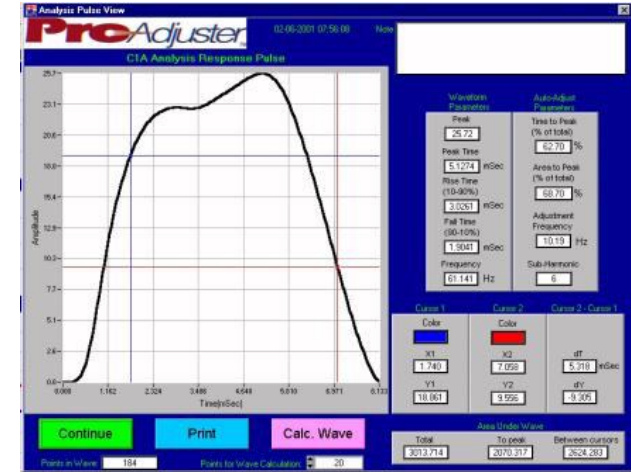 Analysis Pulse View
ProAdjuster
02-06-2001 07:56:08
Note
C1A Analysis Response Pulse
25.7-
23.1-
20.6-
18.0-
15.4-
12.9-
10.3-
7.7-
5.1-
2.6-
0.0-
Amplitude
0.000 1.162 2.324 3.486 4.648 5.810 6.971 8.133
Time(mSec)
Waveform
Parameters
Peak
25.72
Peak Time
5.1274 mSec
Rise Time
(10-90%)
3.0261 mSec
Fall Time
(90-10%)
1.9041 mSec
Frequency
61.141 Hz
Auto-Adjust
Parameters
Time to Peak
(% of total)
62.70 %
Area to Peak
(% of total)
68.70 %
Adjustment
Frequency
10.19 Hz
Sub-Harmonic
6
Cursor 1
Color
X1
1.740
Y1
18.861
Cursor 2
Color
X2
7.058
Y2
9.556
Cursor 2 - Cursor 1
dT
5.318 mSec
dY
-9.305
Continue
Print
Calc. Wave
Points in Wave: 184
Points for Wave Calculation: 20
Area Under Wave
Total To peak Between cursors
3013.714 2070.317 2624.283